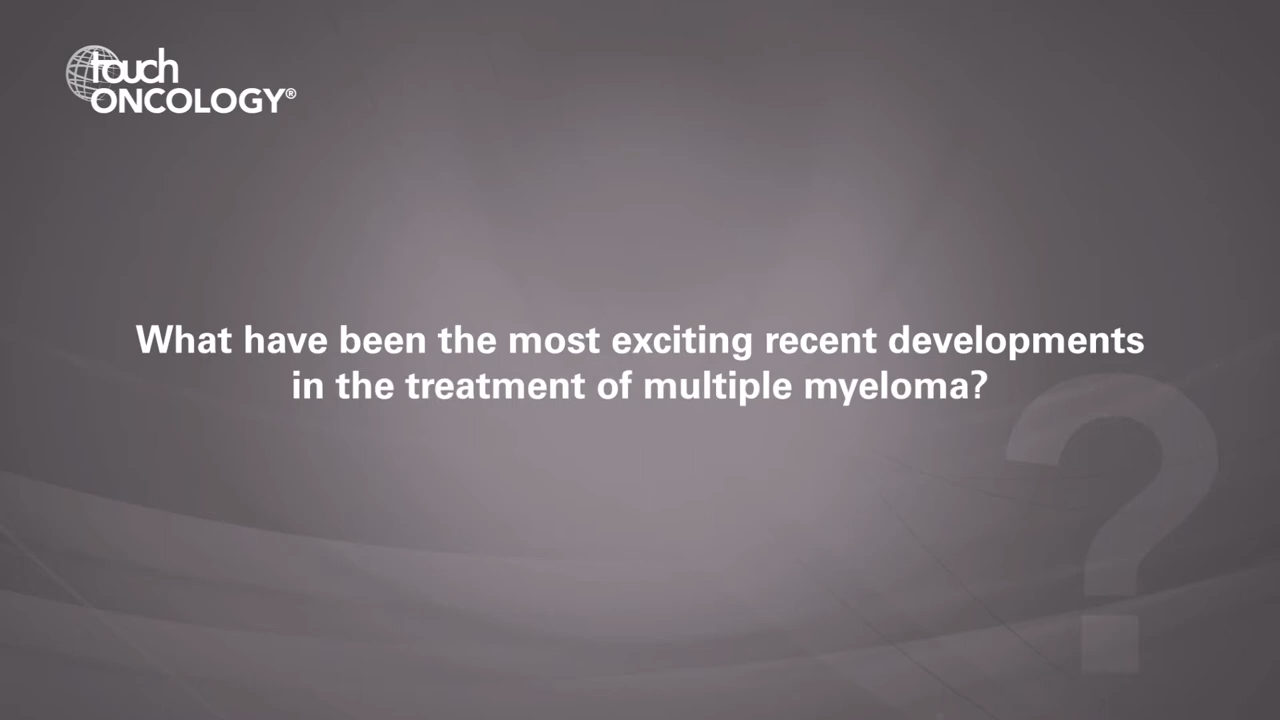 touch
ONCOLOGY®
What have been the most exciting recent developments
in the treatment of multiple myeloma?
?